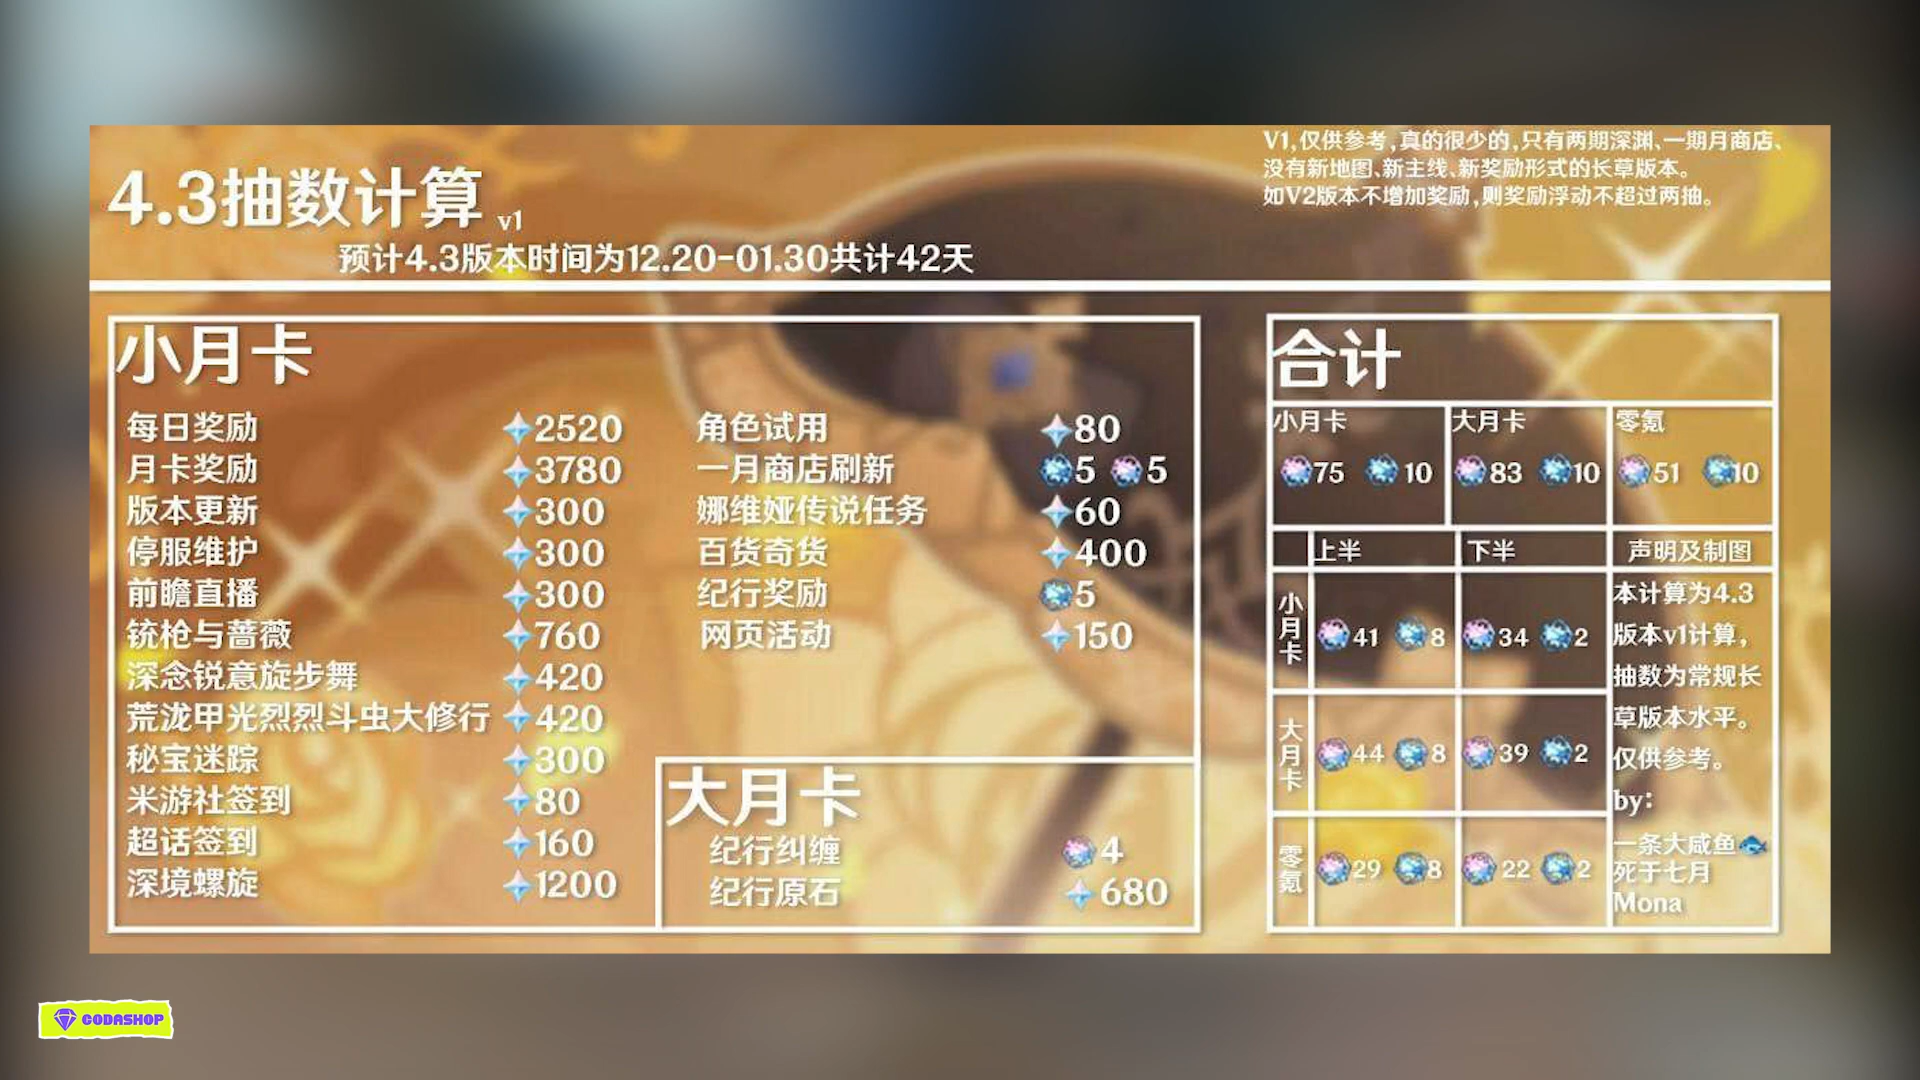 V1,仅供参考,真的很少的,只有两期深渊、一期月商店、
没有新地图、新主线、新奖励形式的长草版本。
如V2版本不增加奖励,则奖励浮动不超过两抽。
4.3抽数计算 v1
预计4.3版本时间为12.20-01.30共计42天
小月卡
每日奖励 2520
月卡奖励 3780
版本更新 300
停服维护 300
前瞻直播 300
铳枪与蔷薇 760
深念锐意旋步舞 420
荒泷甲光烈烈斗虫大修行 420
秘宝迷踪 300
米游社签到 80
超话签到 160
深境螺旋 1200
角色试用 80
一月商店刷新 5 5
娜维娅传说任务 60
百货奇货 400
纪行奖励 5
网页活动 150
大月卡
纪行纠缠 4
纪行原石 680
合计
小月卡 大月卡 零氪
75 10 83 10 51 10
上半 下半 声明及制图
小月卡 41 8 34 2
大月卡 44 8 39 2
零氪 29 8 22 2
本计算为4.3
版本v1计算,
抽数为常规长
草版本水平。
仅供参考。
by:
一条大咸鱼
死于七月
Mona
CODASHOP